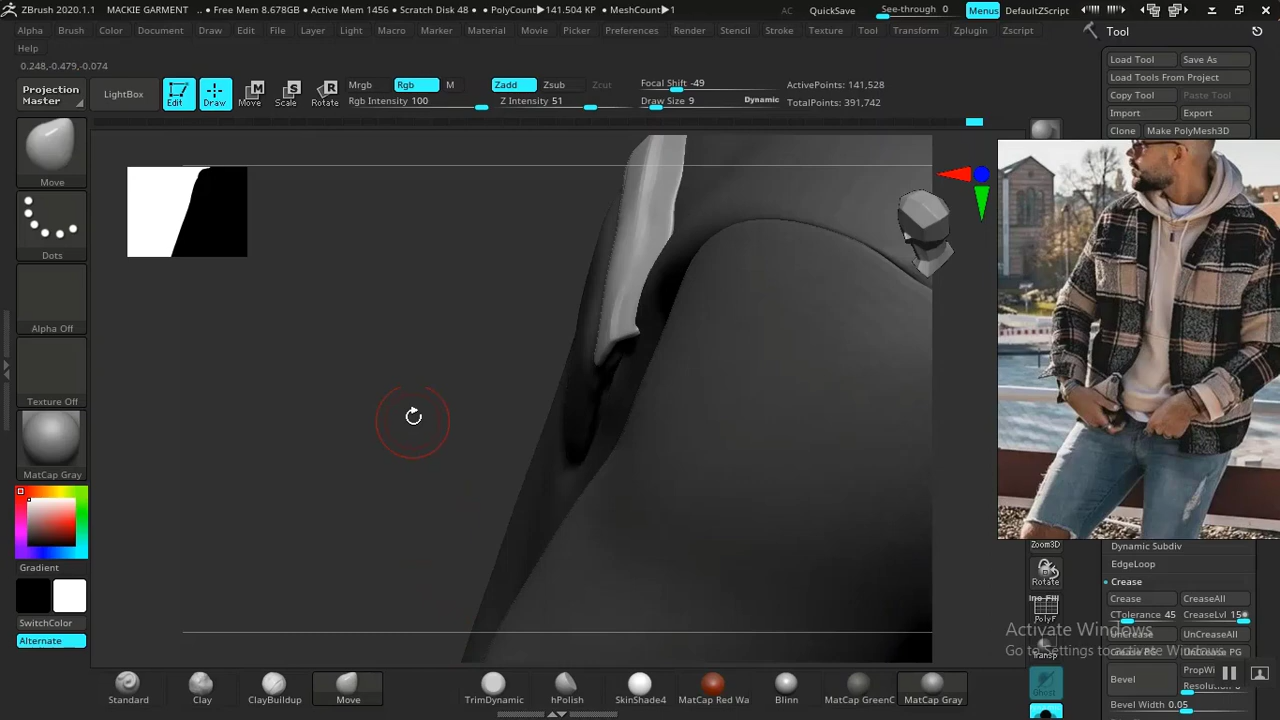 ZBrush 2020.1.1 MACKIE GARMENT . ● Free Mem 8.678GB ● Active Mem 1456 ● Scratch Disk 48 ● PolyCount▶141.504 KP ● MeshCount▶1 AC QuickSave See-through 0 Menus DefaultZScript
Alpha Brush Color Document Draw Edit File Layer Light Macro Marker Material Movie Picker Preferences Render Stencil Stroke Texture Tool Transform Zplugin Zscript
Help
Tool
0.248,-0.479,-0.074
Load Tool Save As
Load Tools From Project
Copy Tool Paste Tool
Import Export
Clone Make PolyMesh3D
Projection Master
LightBox
Edit Draw Move Scale Rotate
Mrgb Rgb M
Rgb Intensity 100
Zadd Zsub Zcut
Z Intensity 51
Focal Shift -49
Draw Size 9 Dynamic
ActivePoints: 141,528
TotalPoints: 391,742
Move
Dots
Alpha Off
Texture Off
MatCap Gray
Gradient
SwitchColor
Alternate
Zoom3D
Rotate
PolyF
Transp
Ghost
Dynamic Subdiv
EdgeLoop
Crease
Crease CreaseAll
CTolerance 45 CreaseLvl 15
UnCrease UnCreaseAll
Bevel
Bevel Width 0.05
Activate Windows
Go to Settings to activate Windows.
Standard Clay ClayBuildup Move TrimDynamic hPolish SkinShade4 MatCap Red Wa Blinn MatCap GreenC MatCap Gray